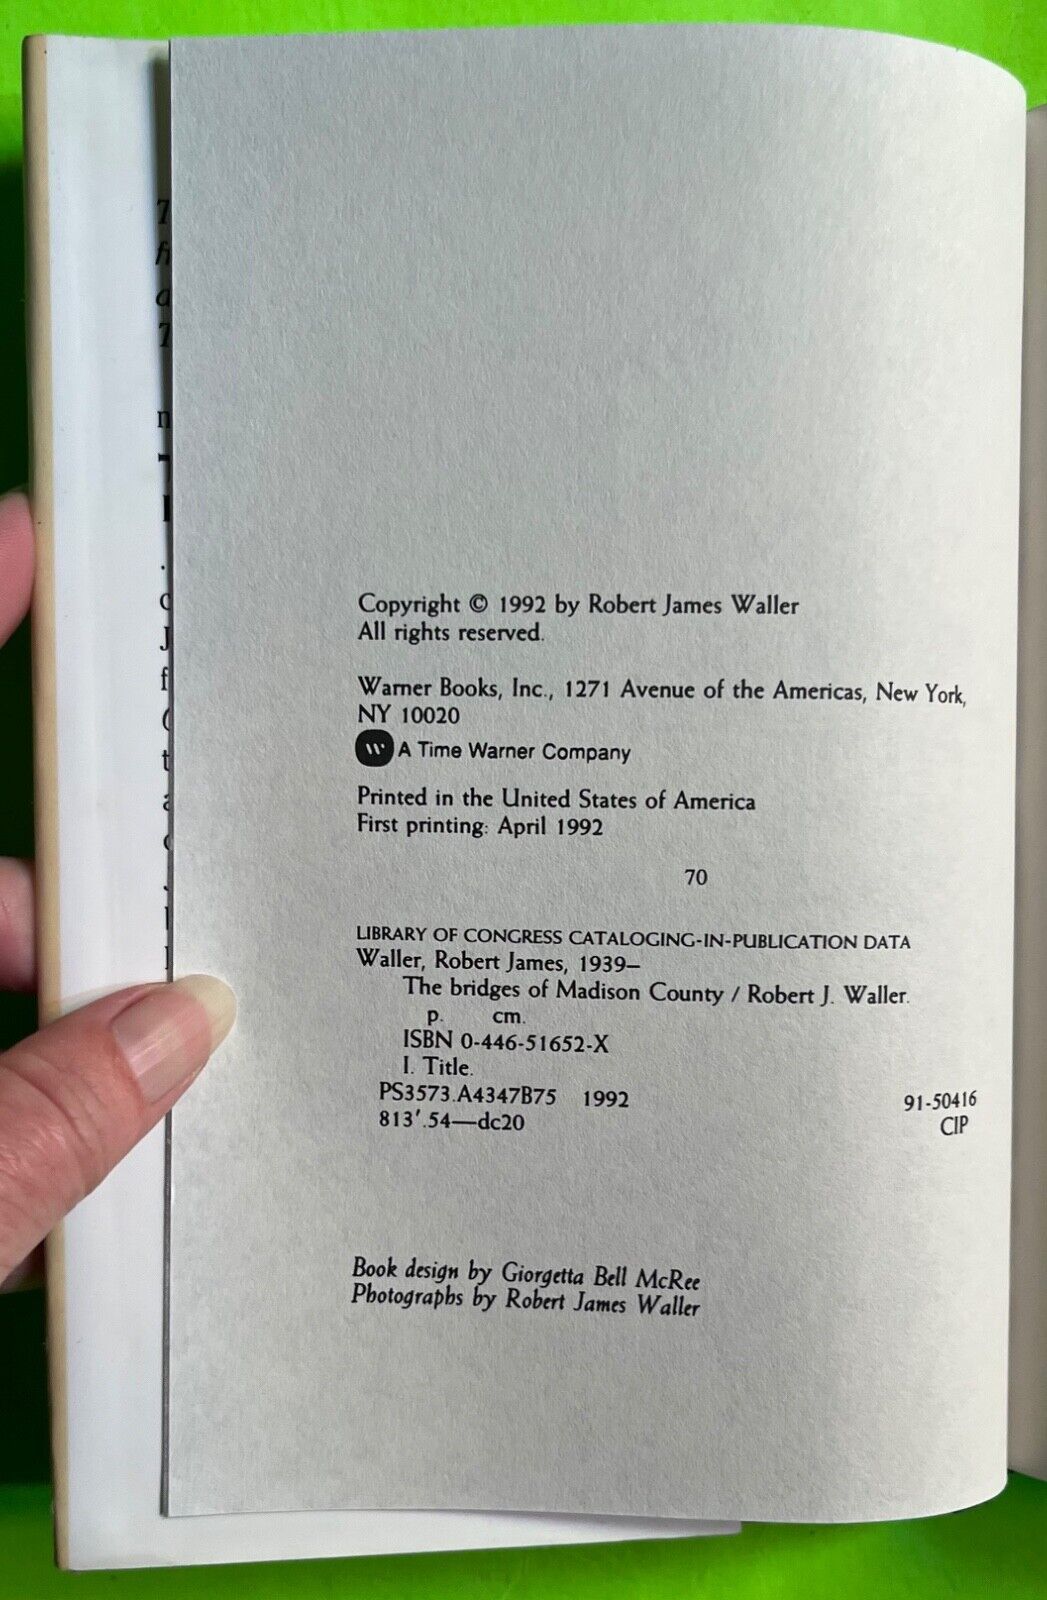 Copyright © 1992 by Robert James Waller
All rights reserved.
Warner Books, Inc., 1271 Avenue of the Americas, New York,
NY 10020
A Time Warner Company
Printed in the United States of America
First printing: April 1992
70
LIBRARY OF CONGRESS CATALOGING-IN-PUBLICATION DATA
Waller, Robert James, 1939–
The bridges of Madison County / Robert J. Waller.
p. cm.
ISBN 0-446-51652-X
I. Title.
PS3573.A4347B75 1992 91-50416
813'.54—dc20 CIP
Book design by Giorgetta Bell McRee
Photographs by Robert James Waller